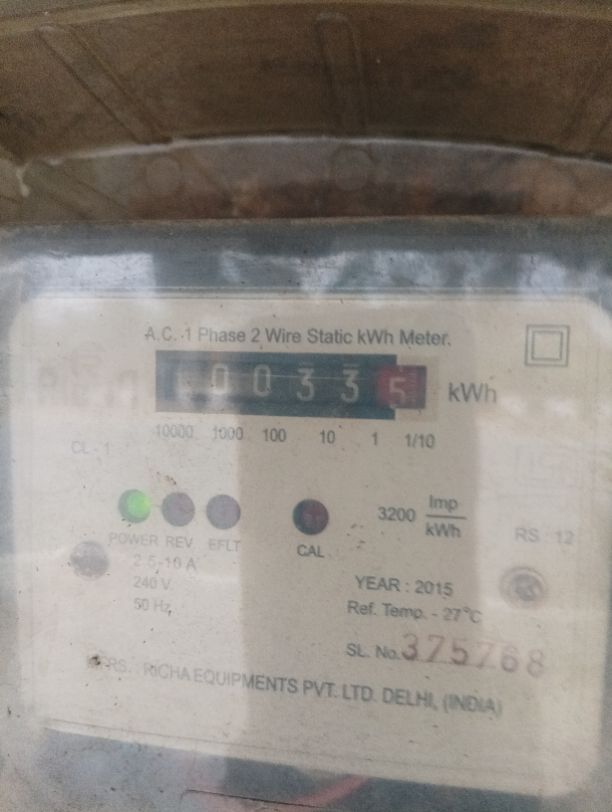 A.C. 1 Phase 2 Wire Static kWh Meter.
1 0 0 3 3 5 kWh
10000 1000 100 10 1 1/10
CL - 1
3200 Imp/kWh
POWER REV EFLT CAL
RS : 12
2.5-10 A
240 V.
50 Hz.
YEAR : 2015
Ref. Temp. - 27°C
SL. No. 375768
RICHA EQUIPMENTS PVT. LTD. DELHI, (INDIA)